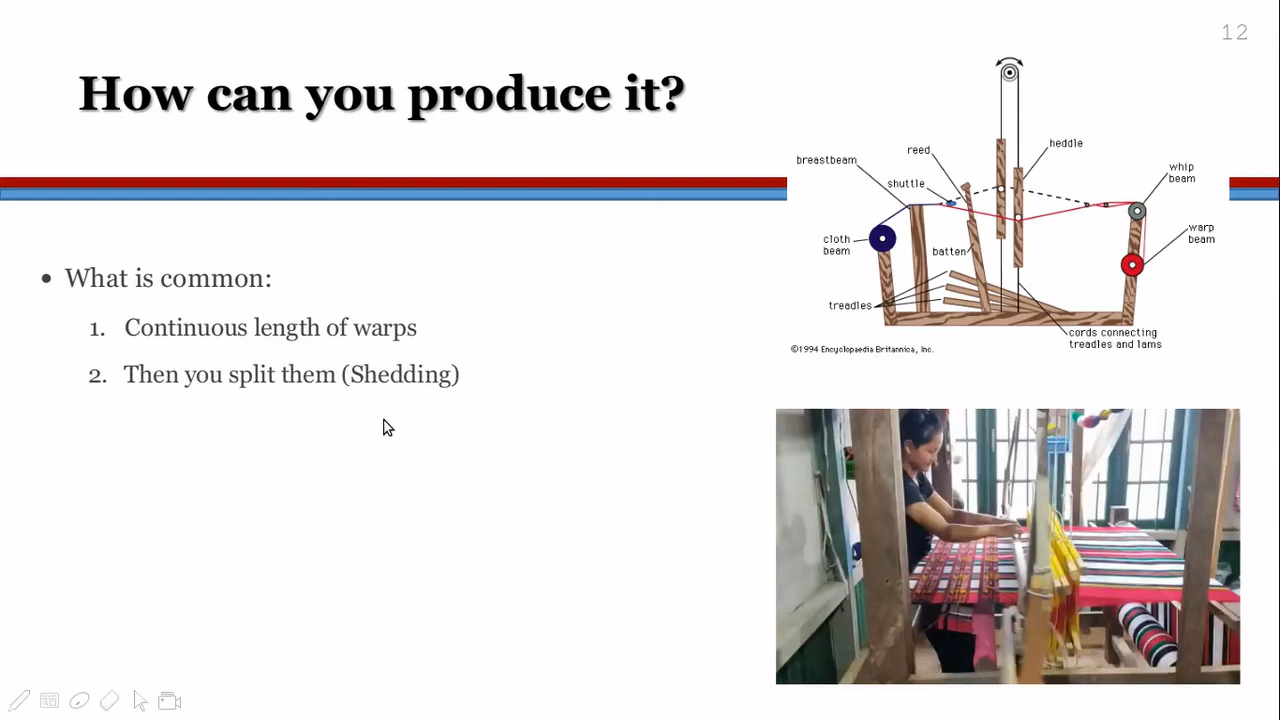 12
How can you produce it?
• What is common:
1. Continuous length of warps
2. Then you split them (Shedding)
reed
heddle
breastbeam
whip
beam
shuttle
warp
beam
cloth
beam
batten
treadles
cords connecting
treadles and lams
©1994 Encyclopaedia Britannica, Inc.